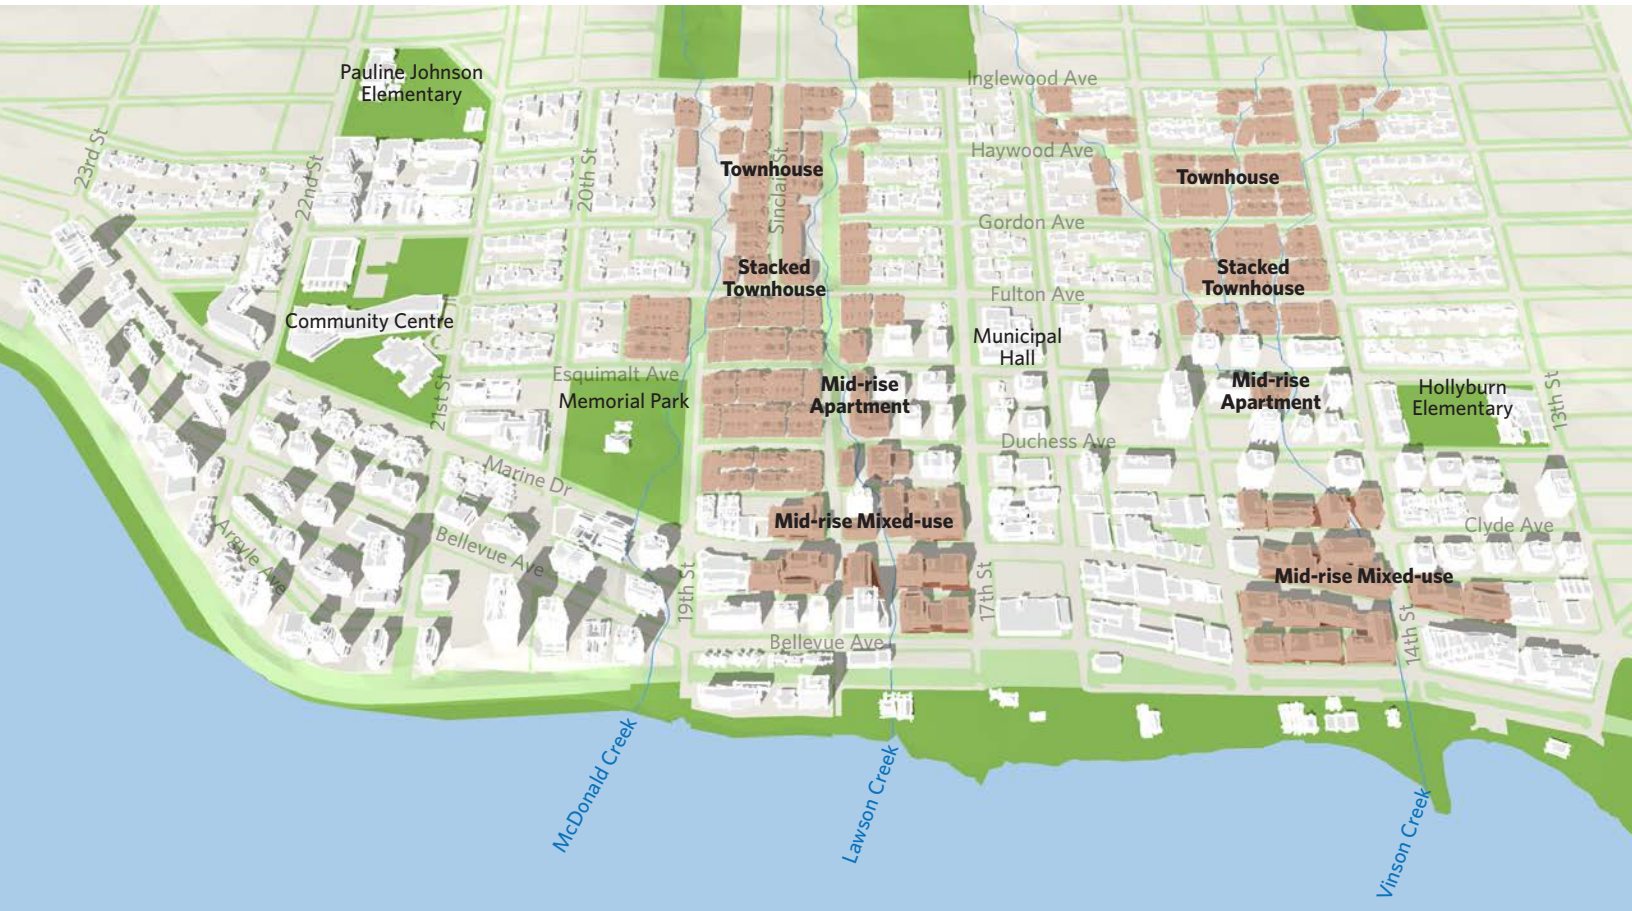 Pauline Johnson
Elementary
Inglewood Ave
23rd St
22nd St
20th St
Sinclair St.
Haywood Ave
Townhouse
Townhouse
Gordon Ave
Stacked
Townhouse
Stacked
Townhouse
Fulton Ave
Community Centre
Municipal
Hall
Esquimalt Ave
21st St
Memorial Park
Mid-rise
Apartment
Mid-rise
Apartment
Hollyburn
Elementary
13th St
Duchess Ave
Marine Dr
Mid-rise Mixed-use
Clyde Ave
Argyle Ave
Bellevue Ave
19th St
17th St
Mid-rise Mixed-use
14th St
Bellevue Ave
McDonald Creek
Lawson Creek
Vinson Creek